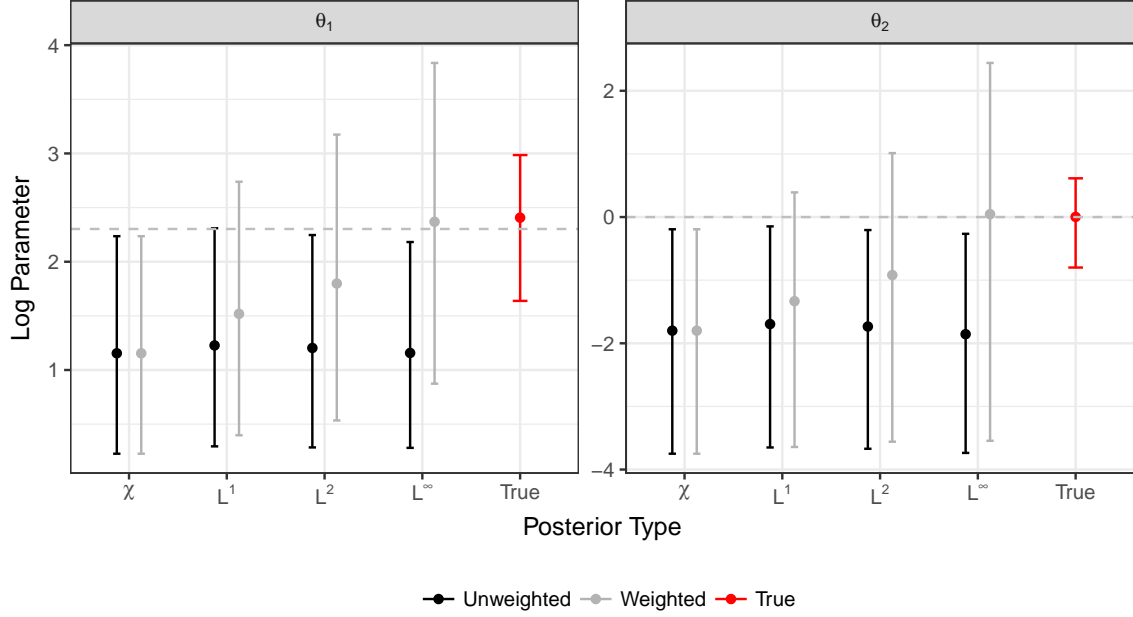 θ₁
θ₂
Log Parameter
4
3
2
1
2
0
−2
−4
χ
L¹
L²
L^∞
True
χ
L¹
L²
L^∞
True
Posterior Type
Unweighted Weighted True